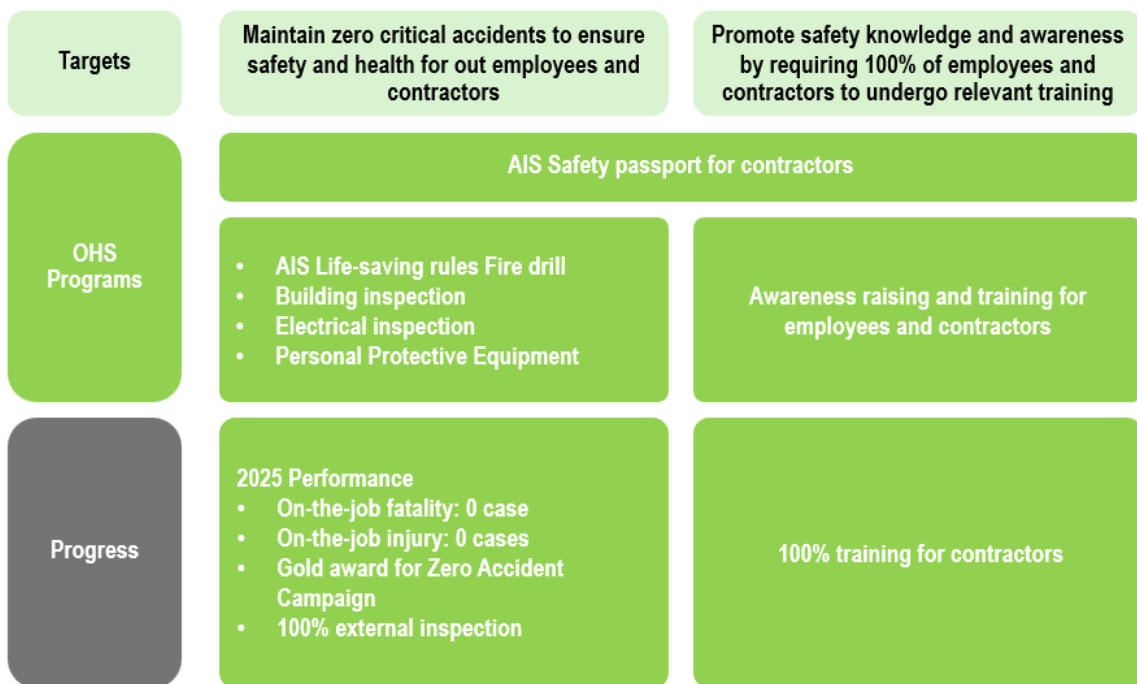 Targets
Maintain zero critical accidents to ensure
safety and health for out employees and
contractors
Promote safety knowledge and awareness
by requiring 100% of employees and
contractors to undergo relevant training
OHS
Programs
AIS Safety passport for contractors
• AIS Life-saving rules Fire drill
• Building inspection
• Electrical inspection
• Personal Protective Equipment
Awareness raising and training for
employees and contractors
Progress
2025 Performance
• On-the-job fatality: 0 case
• On-the-job injury: 0 cases
• Gold award for Zero Accident
Campaign
• 100% external inspection
100% training for contractors